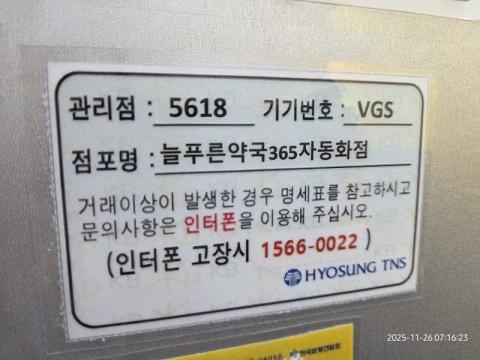 관리점 : 5618 기기번호 : VGS
점포명 : 늘푸른약국365자동화점
거래이상이 발생한 경우 명세표를 참고하시고
문의사항은 인터폰을 이용해 주십시오.
(인터폰 고장시 1566-0022 )
HYOSUNG TNS
2025-11-26 07:16:23